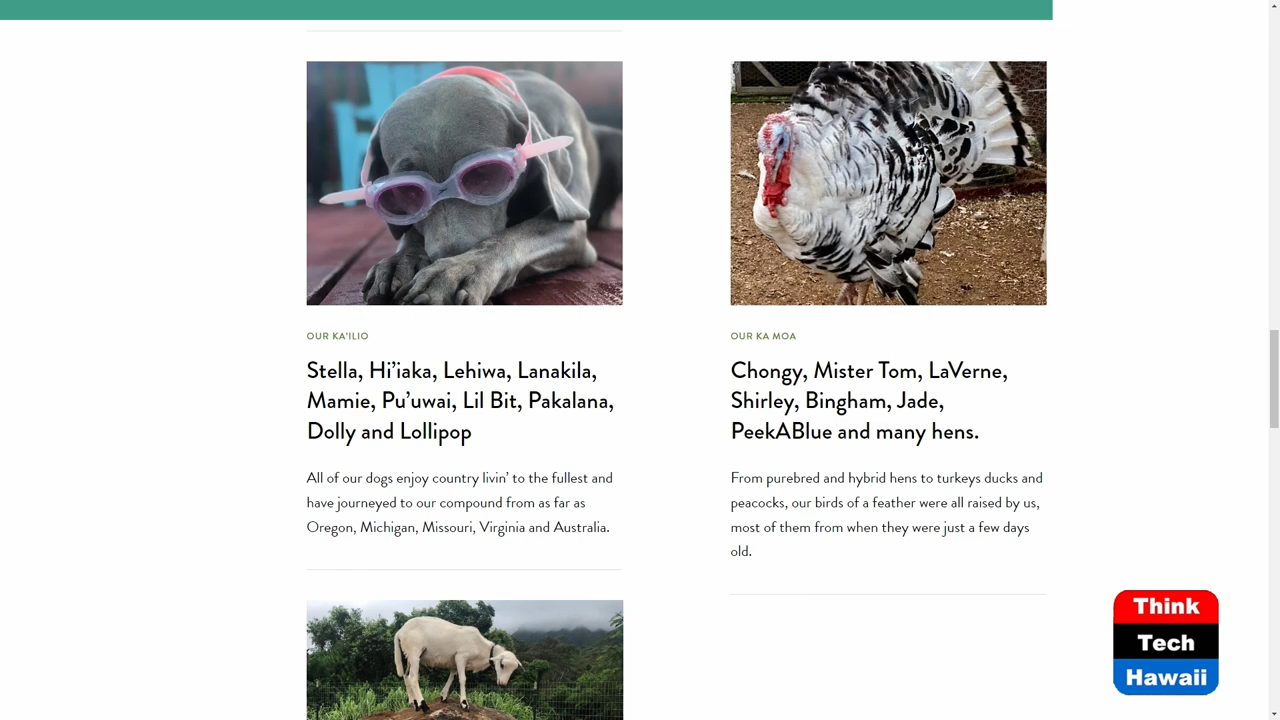 OUR KA'ILIO
Stella, Hi’iaka, Lehiwa, Lanakila,
Mamie, Pu’uwai, Lil Bit, Pakalana,
Dolly and Lollipop
All of our dogs enjoy country livin’ to the fullest and
have journeyed to our compound from as far as
Oregon, Michigan, Missouri, Virginia and Australia.
OUR KA MOA
Chongy, Mister Tom, LaVerne,
Shirley, Bingham, Jade,
PeekABlue and many hens.
From purebred and hybrid hens to turkeys ducks and
peacocks, our birds of a feather were all raised by us,
most of them from when they were just a few days
old.
Think
Tech
Hawaii